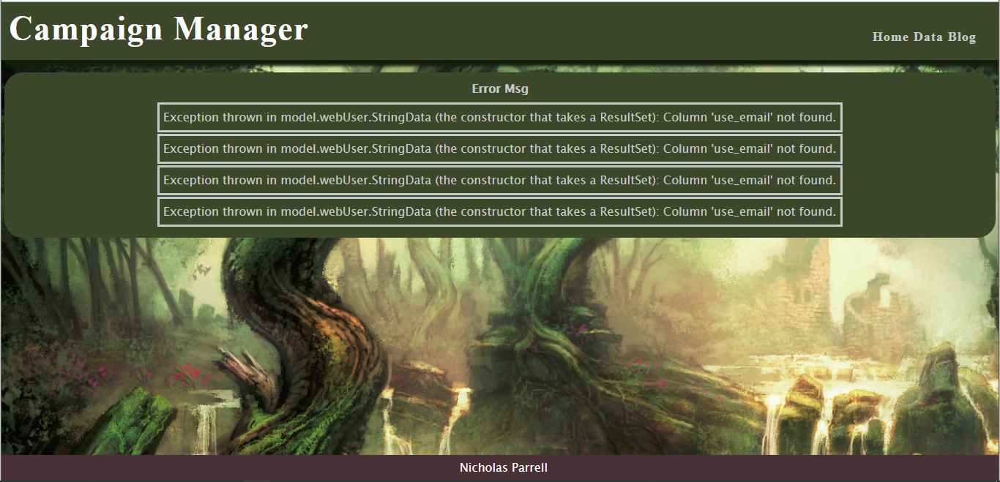 Campaign Manager
Home Data Blog
Error Msg
Exception thrown in model.webUser.StringData (the constructor that takes a ResultSet): Column 'use_email' not found.
Exception thrown in model.webUser.StringData (the constructor that takes a ResultSet): Column 'use_email' not found.
Exception thrown in model.webUser.StringData (the constructor that takes a ResultSet): Column 'use_email' not found.
Exception thrown in model.webUser.StringData (the constructor that takes a ResultSet): Column 'use_email' not found.
Nicholas Parrell